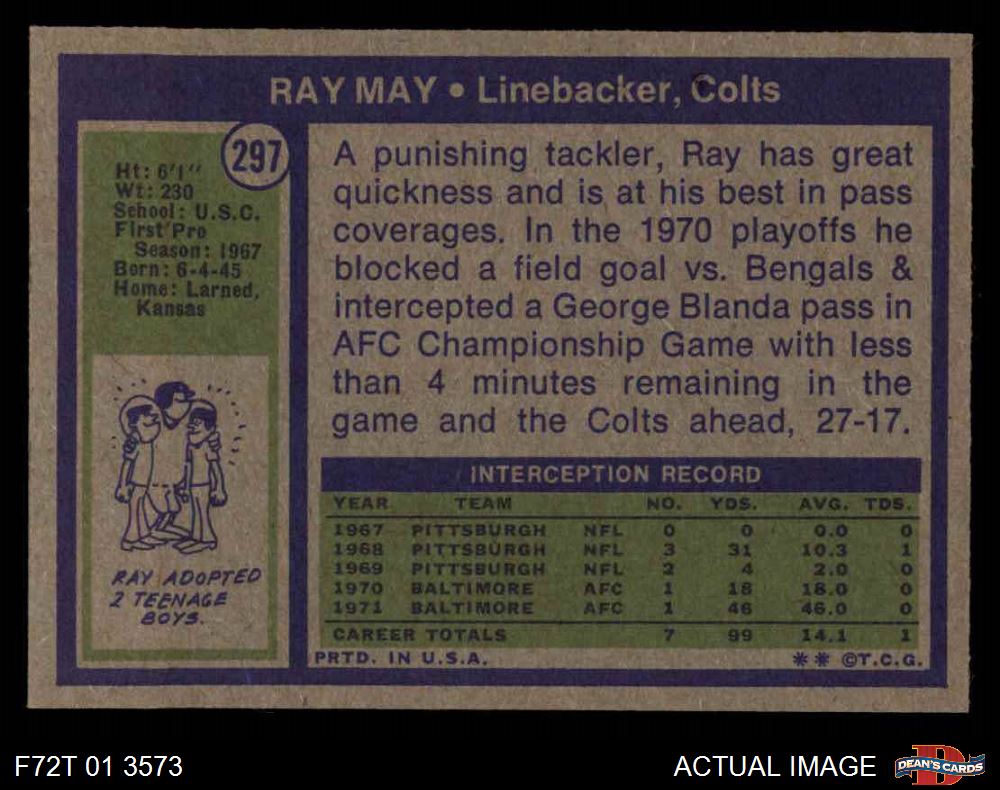 RAY MAY • Linebacker, Colts
297
Ht: 6'1"
Wt: 230
School: U.S.C.
First Pro
Season: 1967
Born: 6-4-45
Home: Larned,
Kansas
RAY ADOPTED
2 TEENAGE
BOYS.
A punishing tackler, Ray has great
quickness and is at his best in pass
coverages. In the 1970 playoffs he
blocked a field goal vs. Bengals &
intercepted a George Blanda pass in
AFC Championship Game with less
than 4 minutes remaining in the
game and the Colts ahead, 27-17.
INTERCEPTION RECORD
YEAR TEAM NO. YDS. AVG. TDS.
1967 PITTSBURGH NFL 0 0 0.0 0
1968 PITTSBURGH NFL 3 31 10.3 1
1969 PITTSBURGH NFL 2 4 2.0 0
1970 BALTIMORE AFC 1 18 18.0 0
1971 BALTIMORE AFC 1 46 46.0 0
CAREER TOTALS 7 99 14.1 1
PRTD. IN U.S.A. ** ©T.C.G.
F72T 01 3573 ACTUAL IMAGE D DEAN'S CARDS